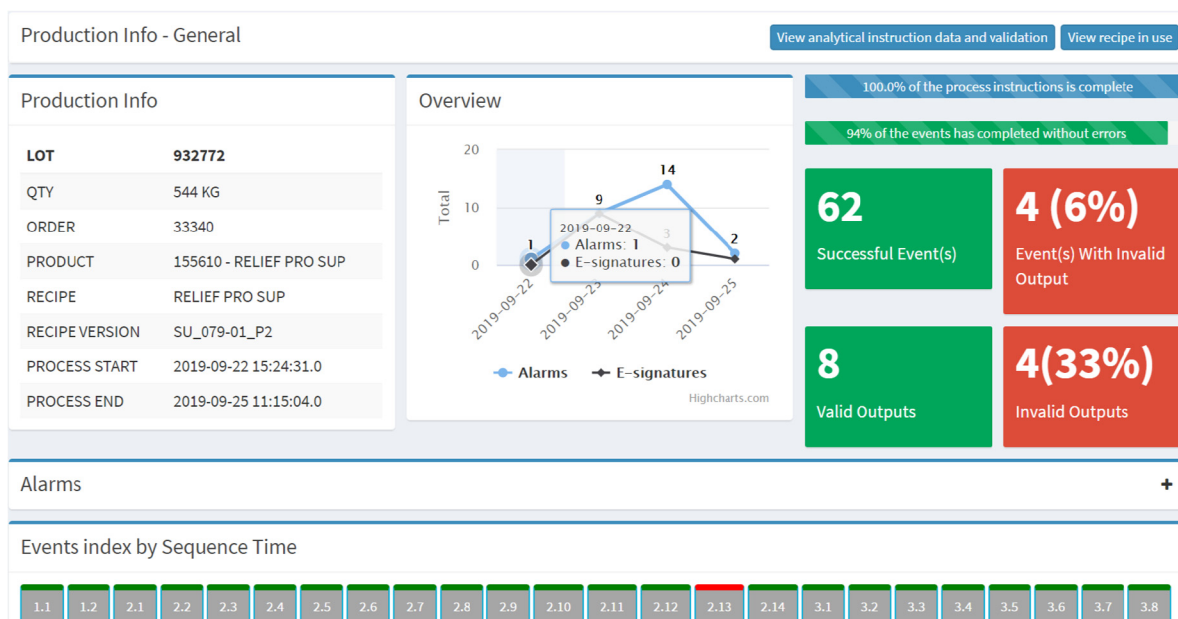 Production Info - General
View analytical instruction data and validation
View recipe in use
Production Info
LOT 932772
QTY 544 KG
ORDER 33340
PRODUCT 155610 - RELIEF PRO SUP
RECIPE RELIEF PRO SUP
RECIPE VERSION SU_079-01_P2
PROCESS START 2019-09-22 15:24:31.0
PROCESS END 2019-09-25 11:15:04.0
Overview
Total
20
10
0
1
9
14
3
2
2019-09-22
Alarms: 1
E-signatures: 0
2019-09-22
2019-09-23
2019-09-24
2019-09-25
Alarms
E-signatures
Highcharts.com
100.0% of the process instructions is complete
94% of the events has completed without errors
62
Successful Event(s)
4 (6%)
Event(s) With Invalid
Output
8
Valid Outputs
4(33%)
Invalid Outputs
Alarms
+
Events index by Sequence Time
1.1 1.2 2.1 2.2 2.3 2.4 2.5 2.6 2.7 2.8 2.9 2.10 2.11 2.12 2.13 2.14 3.1 3.2 3.3 3.4 3.5 3.6 3.7 3.8